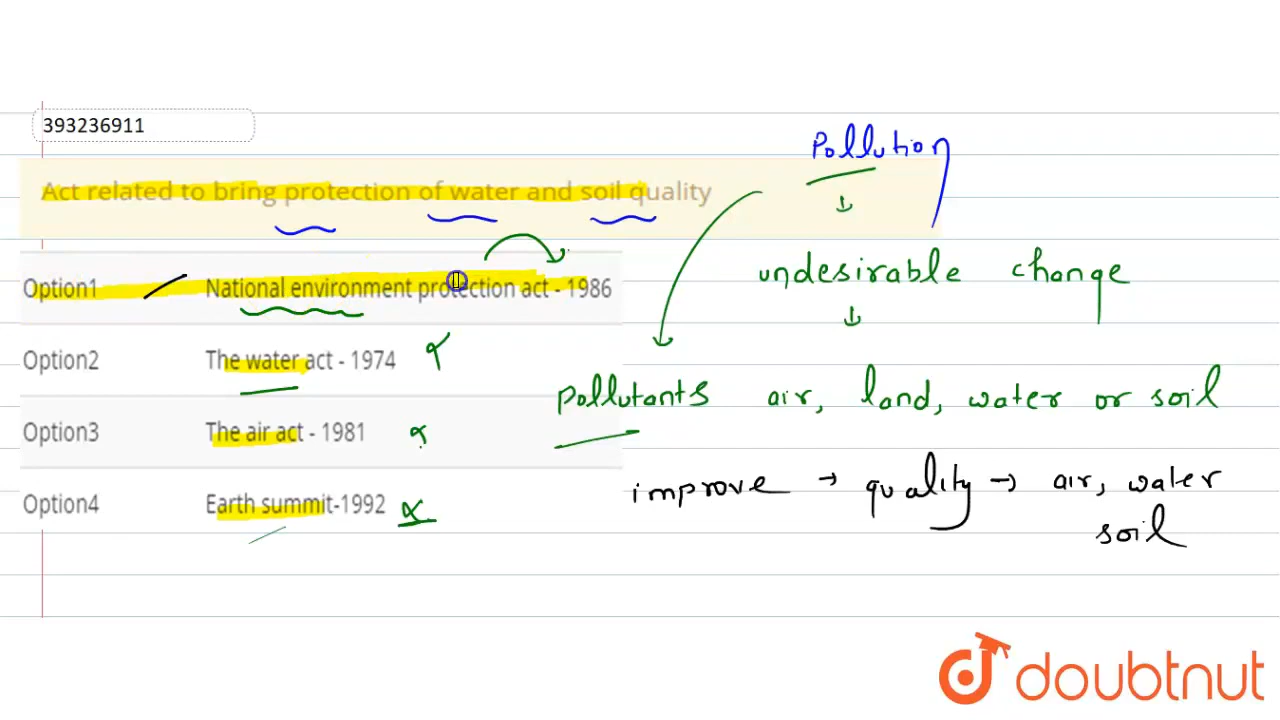 393236911
Act related to bring protection of water and soil quality
Option1 National environment protection act - 1986
Option2 The water act - 1974
Option3 The air act - 1981
Option4 Earth summit-1992
Pollution
undesirable change
pollutants air, land, water or soil
improve → quality → air, water
soil
doubtnut